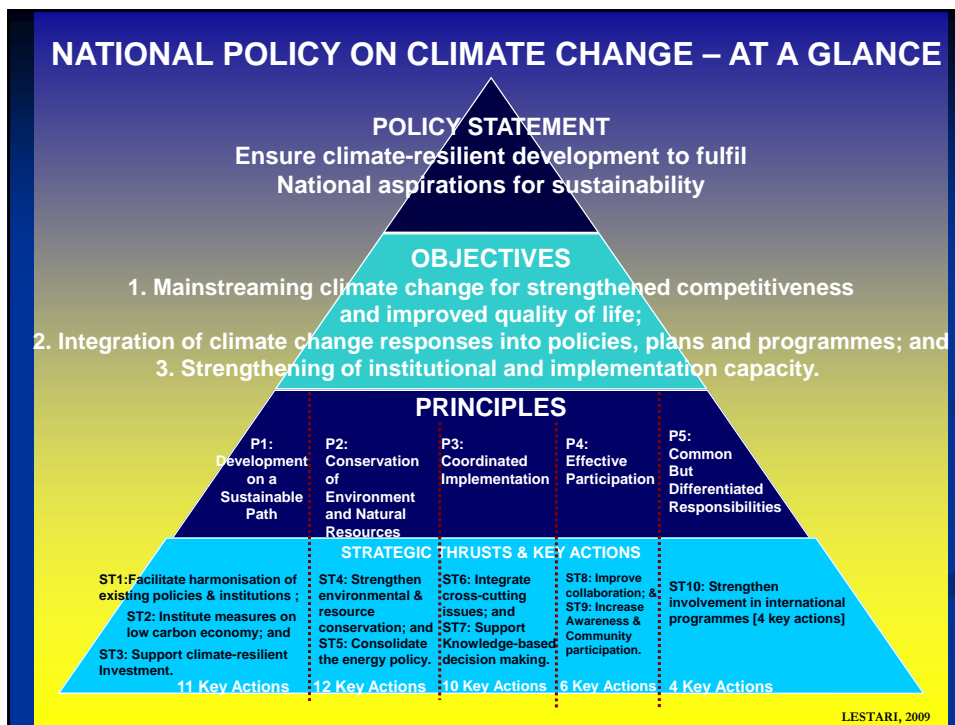 NATIONAL POLICY ON CLIMATE CHANGE – AT A GLANCE
POLICY STATEMENT
Ensure climate-resilient development to fulfil
National aspirations for sustainability
OBJECTIVES
1. Mainstreaming climate change for strengthened competitiveness
and improved quality of life;
2. Integration of climate change responses into policies, plans and programmes; and
3. Strengthening of institutional and implementation capacity.
PRINCIPLES
P1:
Development
on a
Sustainable
Path
P2:
Conservation
of
Environment
and Natural
Resources
P3:
Coordinated
Implementation
P4:
Effective
Participation
P5:
Common
But
Differentiated
Responsibilities
STRATEGIC THRUSTS & KEY ACTIONS
ST1:Facilitate harmonisation of
existing policies & institutions ;
ST2: Institute measures on
low carbon economy; and
ST3: Support climate-resilient
Investment.
11 Key Actions
ST4: Strengthen
environmental &
resource
conservation; and
ST5: Consolidate
the energy policy.
12 Key Actions
ST6: Integrate
cross-cutting
issues; and
ST7: Support
Knowledge-based
decision making.
10 Key Actions
ST8: Improve
collaboration; &
ST9: Increase
Awareness &
Community
participation.
6 Key Actions
ST10: Strengthen
involvement in international
programmes [4 key actions]
4 Key Actions
LESTARI, 2009